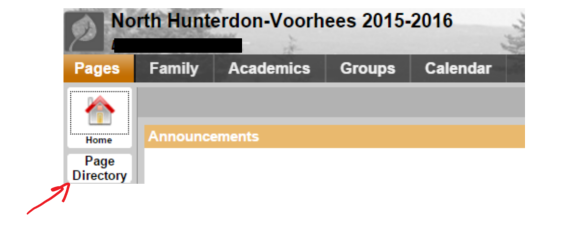 North Hunterdon-Voorhees 2015-2016
Pages Family Academics Groups Calendar
Home
Announcements
Page
Directory